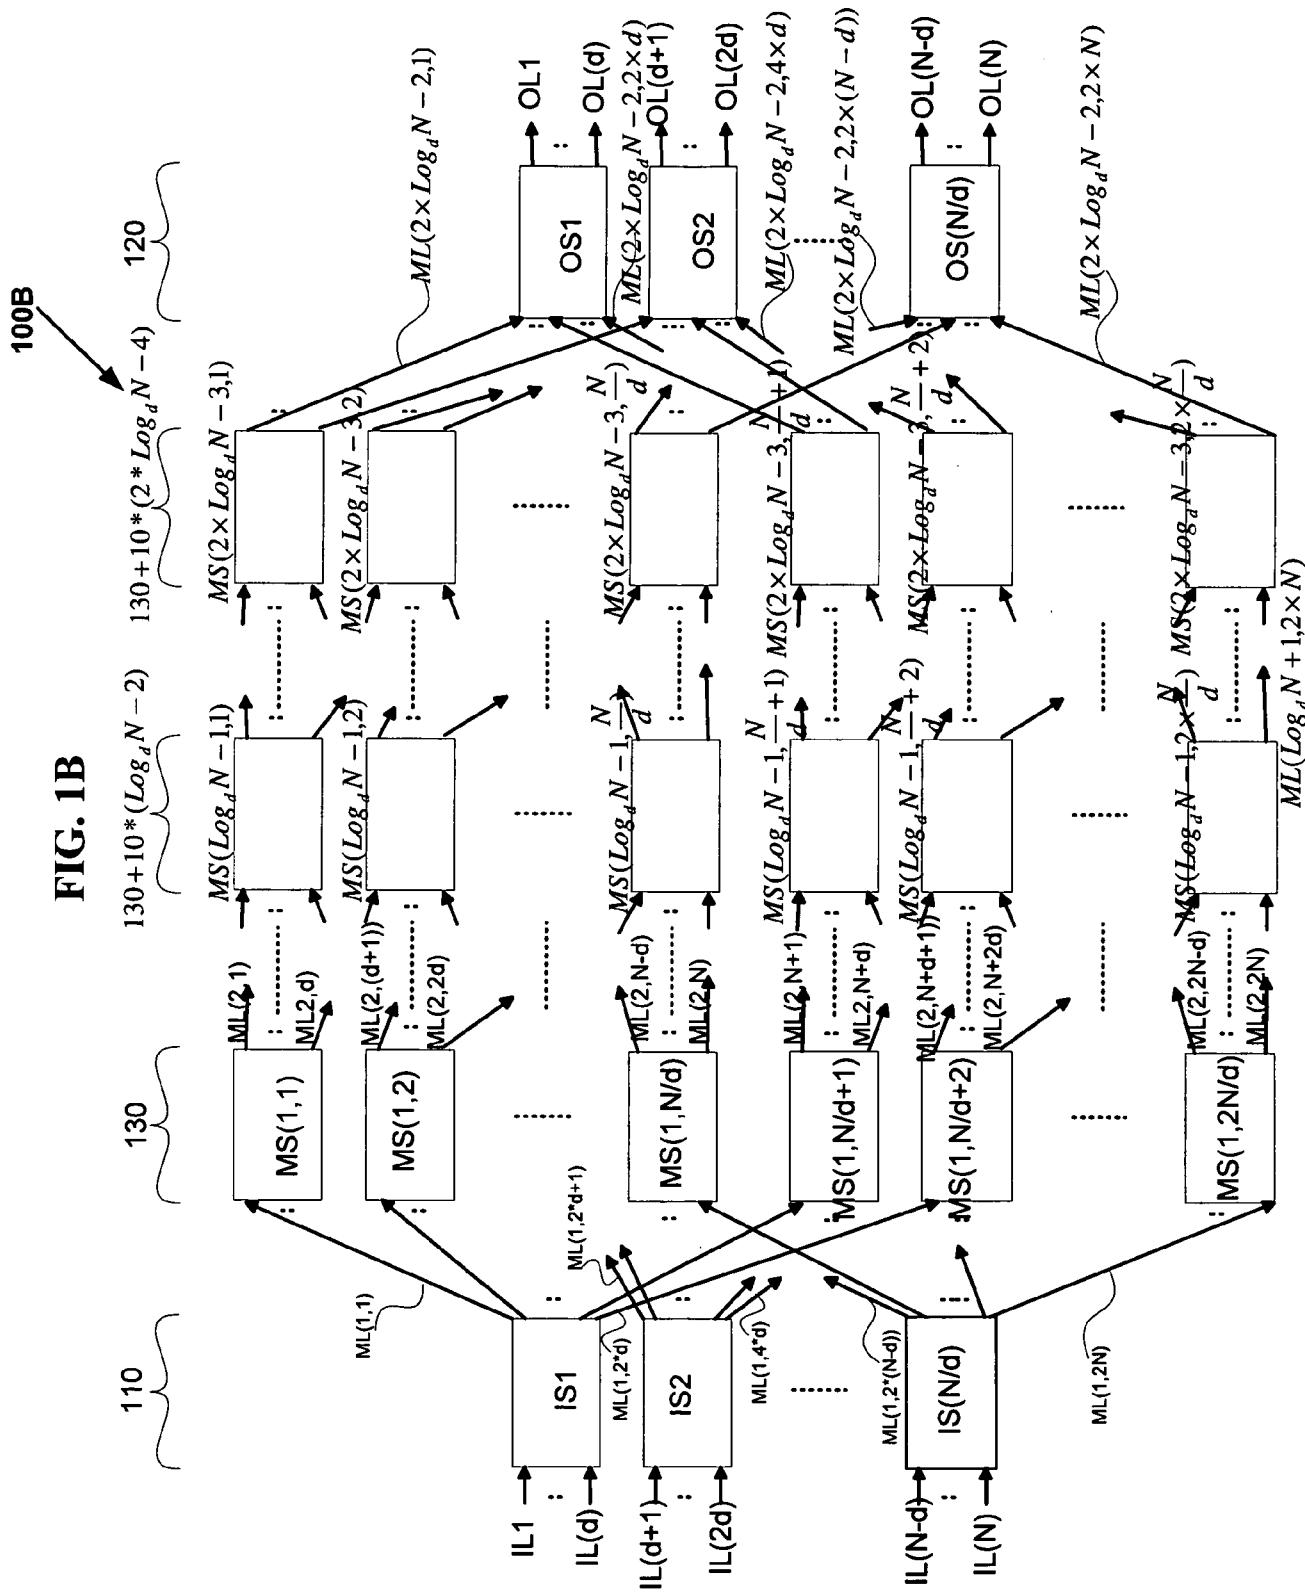 FIG. 1B
100B
110
130
130+10*(Log_d N−2)
130+10*(2*Log_d N−4)
120
IL1
IL(d)
IL(d+1)
IL(2d)
IL(N-d)
IL(N)
IS1
IS2
IS(N/d)
ML(1,1)
ML(1,2*d)
ML(1,2*d+1)
ML(1,4*d)
ML(1,2*(N-d))
ML(1,2N)
MS(1,1)
MS(1,2)
MS(1,N/d)
MS(1,N/d+1)
MS(1,N/d+2)
MS(1,2N/d)
ML(2,1)
ML2,d)
ML(2,(d+1))
ML(2,2d)
ML(2,N-d)
ML(2,N)
ML(2,N+1)
ML2,N+d)
ML(2,N+d+1))
ML(2,N+2d)
ML(2,2N-d)
ML(2,2N)
MS(Log_d N−1,1)
MS(Log_d N−1,2)
MS(Log_d N−1,N/d)
MS(Log_d N−1,N/d+1)
MS(Log_d N−1,N/d+2)
MS(Log_d N−1,2×N/d)
ML(Log_d N+1,2×N)
MS(2×Log_d N−3,1)
MS(2×Log_d N−3,2)
MS(2×Log_d N−3,N/d)
MS(2×Log_d N−3,N/d+1)
MS(2×Log_d N−3,N/d+2)
MS(2×Log_d N−3,2×N/d)
ML(2×Log_d N−2,1)
ML(2×Log_d N−2,2×d)
ML(2×Log_d N−2,4×d)
ML(2×Log_d N−2,2×(N−d))
ML(2×Log_d N−2,2×N)
OS1
OS2
OS(N/d)
OL1
OL(d)
OL(d+1)
OL(2d)
OL(N-d)
OL(N)